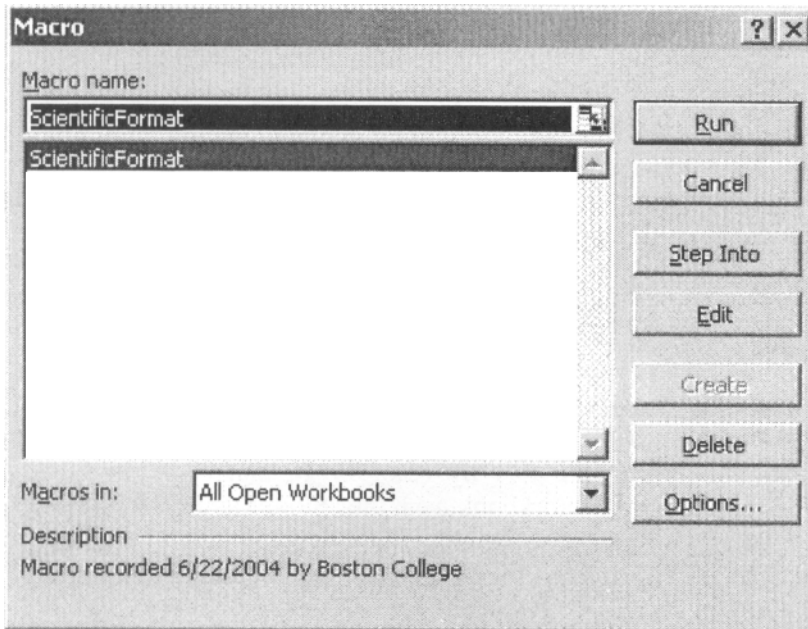 Macro
Macro name:
ScientificFormat
ScientificFormat
Run
Cancel
Step Into
Edit
Create
Delete
Macros in:
All Open Workbooks
Options...
Description
Macro recorded 6/22/2004 by Boston College